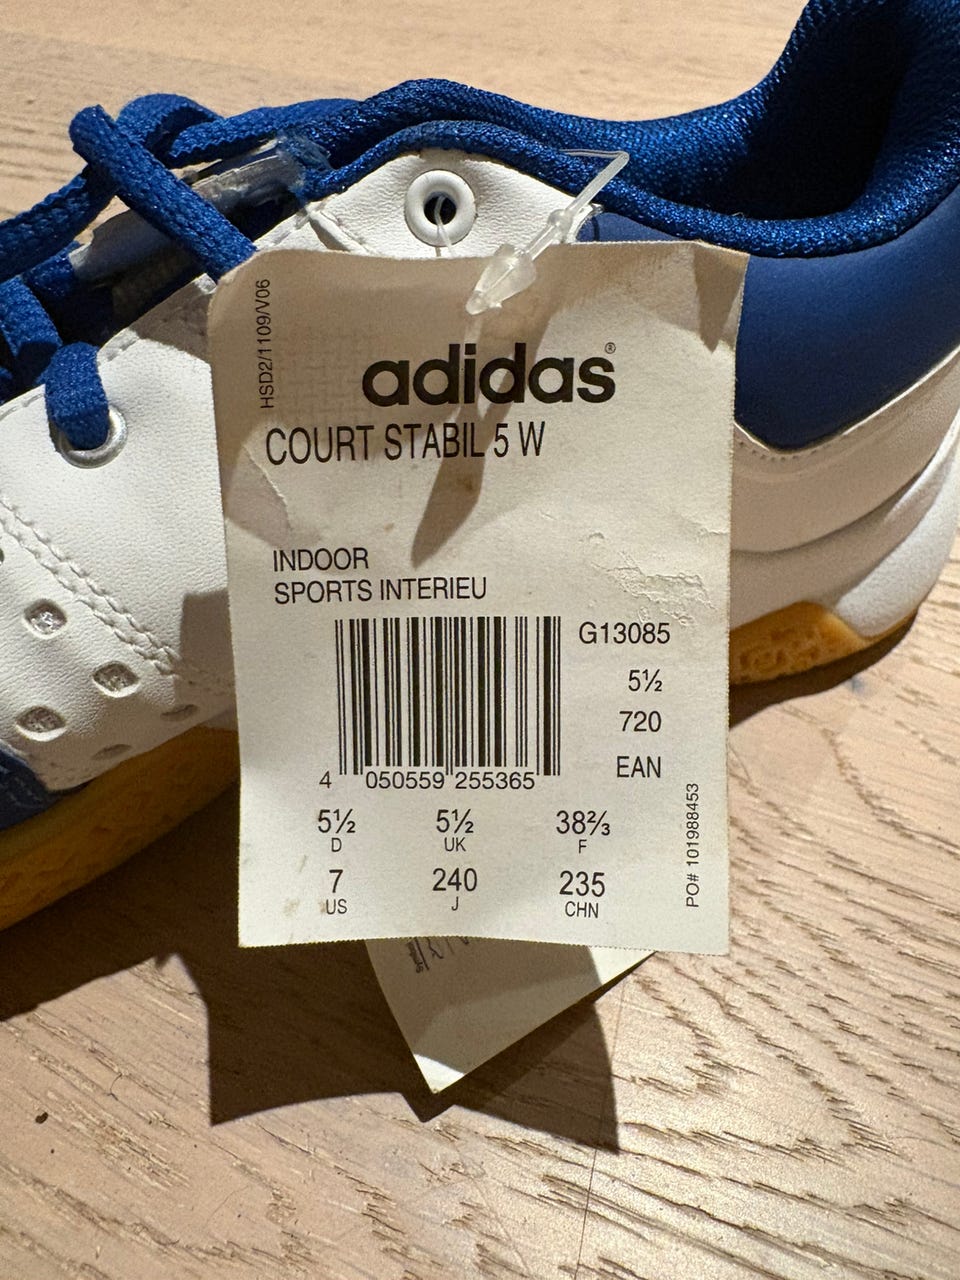 HSD2/1109/V06
adidas®
COURT STABIL 5 W
INDOOR
SPORTS INTERIEU
G13085
5½
720
EAN
4 050559 255365
5½ 5½ 38⅔
D UK F
7 240 235
US J CHN
PO# 101988453